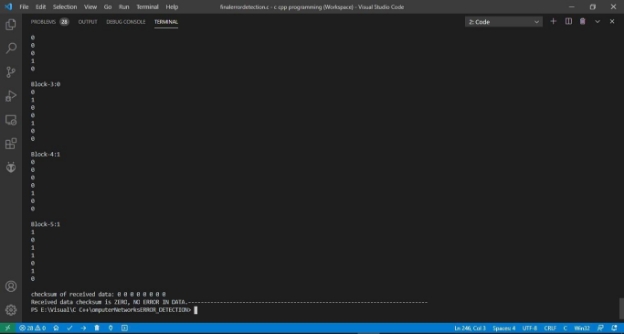 File Edit Selection View Go Run Terminal Help
finalerrordetection.c - c cpp programming (Workspace) - Visual Studio Code
PROBLEMS 28 OUTPUT DEBUG CONSOLE TERMINAL
2: Code
0
0
0
1
0
Block-3:0
0
1
0
0
1
0
0
Block-4:1
0
0
0
0
1
0
0
Block-5:1
1
0
1
1
0
1
0
checksum of received data: 0 0 0 0 0 0 0 0
Received data checksum is ZERO, NO ERROR IN DATA.--------------------------------------------------------------------------
PS E:\Visual\C C++\omputerNetworksERROR_DETECTION>
28 0
Ln 246, Col 3 Spaces: 4 UTF-8 CRLF C Win32